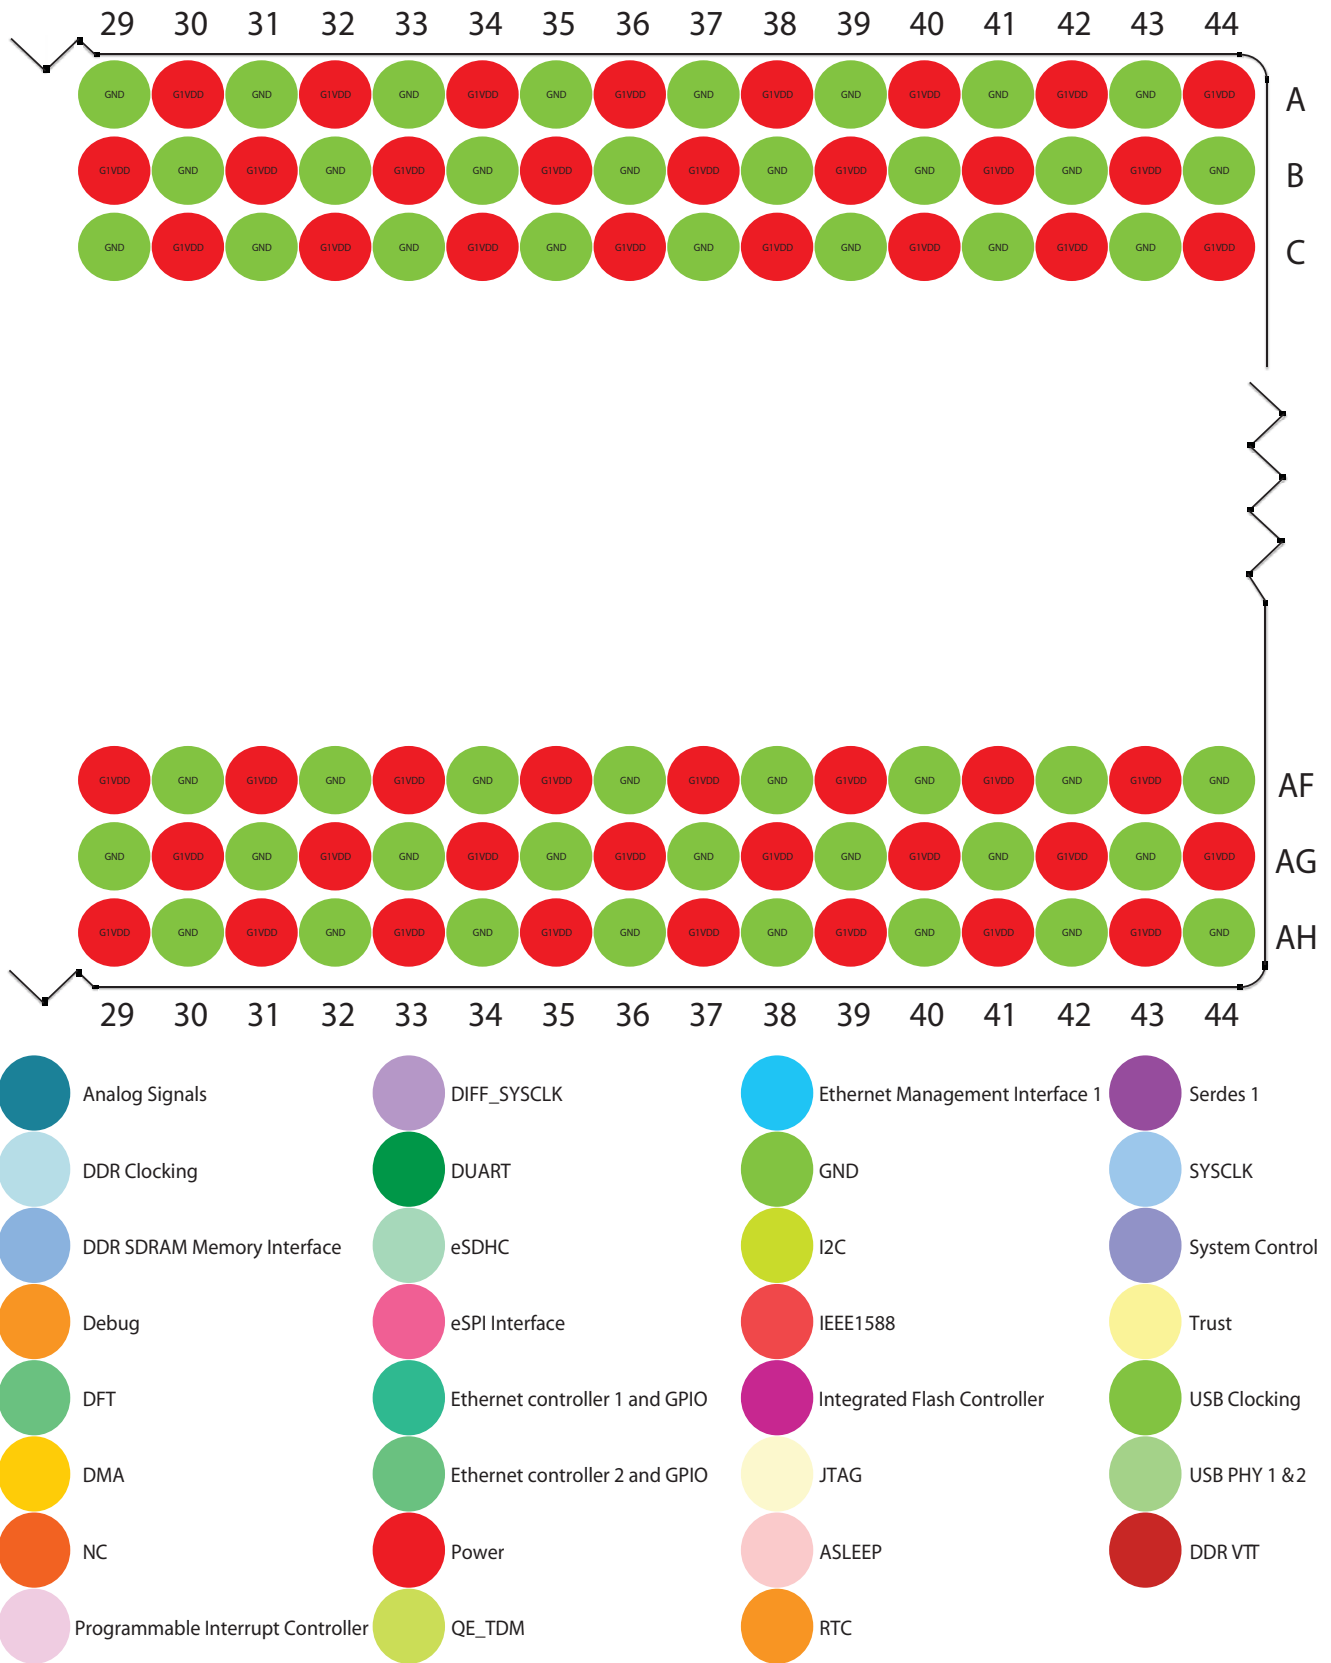 29 30 31 32 33 34 35 36 37 38 39 40 41 42 43 44
GND G1VDD GND G1VDD GND G1VDD GND G1VDD GND G1VDD GND G1VDD GND G1VDD GND G1VDD A
G1VDD GND G1VDD GND G1VDD GND G1VDD GND G1VDD GND G1VDD GND G1VDD GND G1VDD GND B
GND G1VDD GND G1VDD GND G1VDD GND G1VDD GND G1VDD GND G1VDD GND G1VDD GND G1VDD C
G1VDD GND G1VDD GND G1VDD GND G1VDD GND G1VDD GND G1VDD GND G1VDD GND G1VDD GND AF
GND G1VDD GND G1VDD GND G1VDD GND G1VDD GND G1VDD GND G1VDD GND G1VDD GND G1VDD AG
G1VDD GND G1VDD GND G1VDD GND G1VDD GND G1VDD GND G1VDD GND G1VDD GND G1VDD GND AH
29 30 31 32 33 34 35 36 37 38 39 40 41 42 43 44
Analog Signals DIFF_SYSCLK Ethernet Management Interface 1 Serdes 1
DDR Clocking DUART GND SYSCLK
DDR SDRAM Memory Interface eSDHC I2C System Control
Debug eSPI Interface IEEE1588 Trust
DFT Ethernet controller 1 and GPIO Integrated Flash Controller USB Clocking
DMA Ethernet controller 2 and GPIO JTAG USB PHY 1 & 2
NC Power ASLEEP DDR VTT
Programmable Interrupt Controller QE_TDM RTC